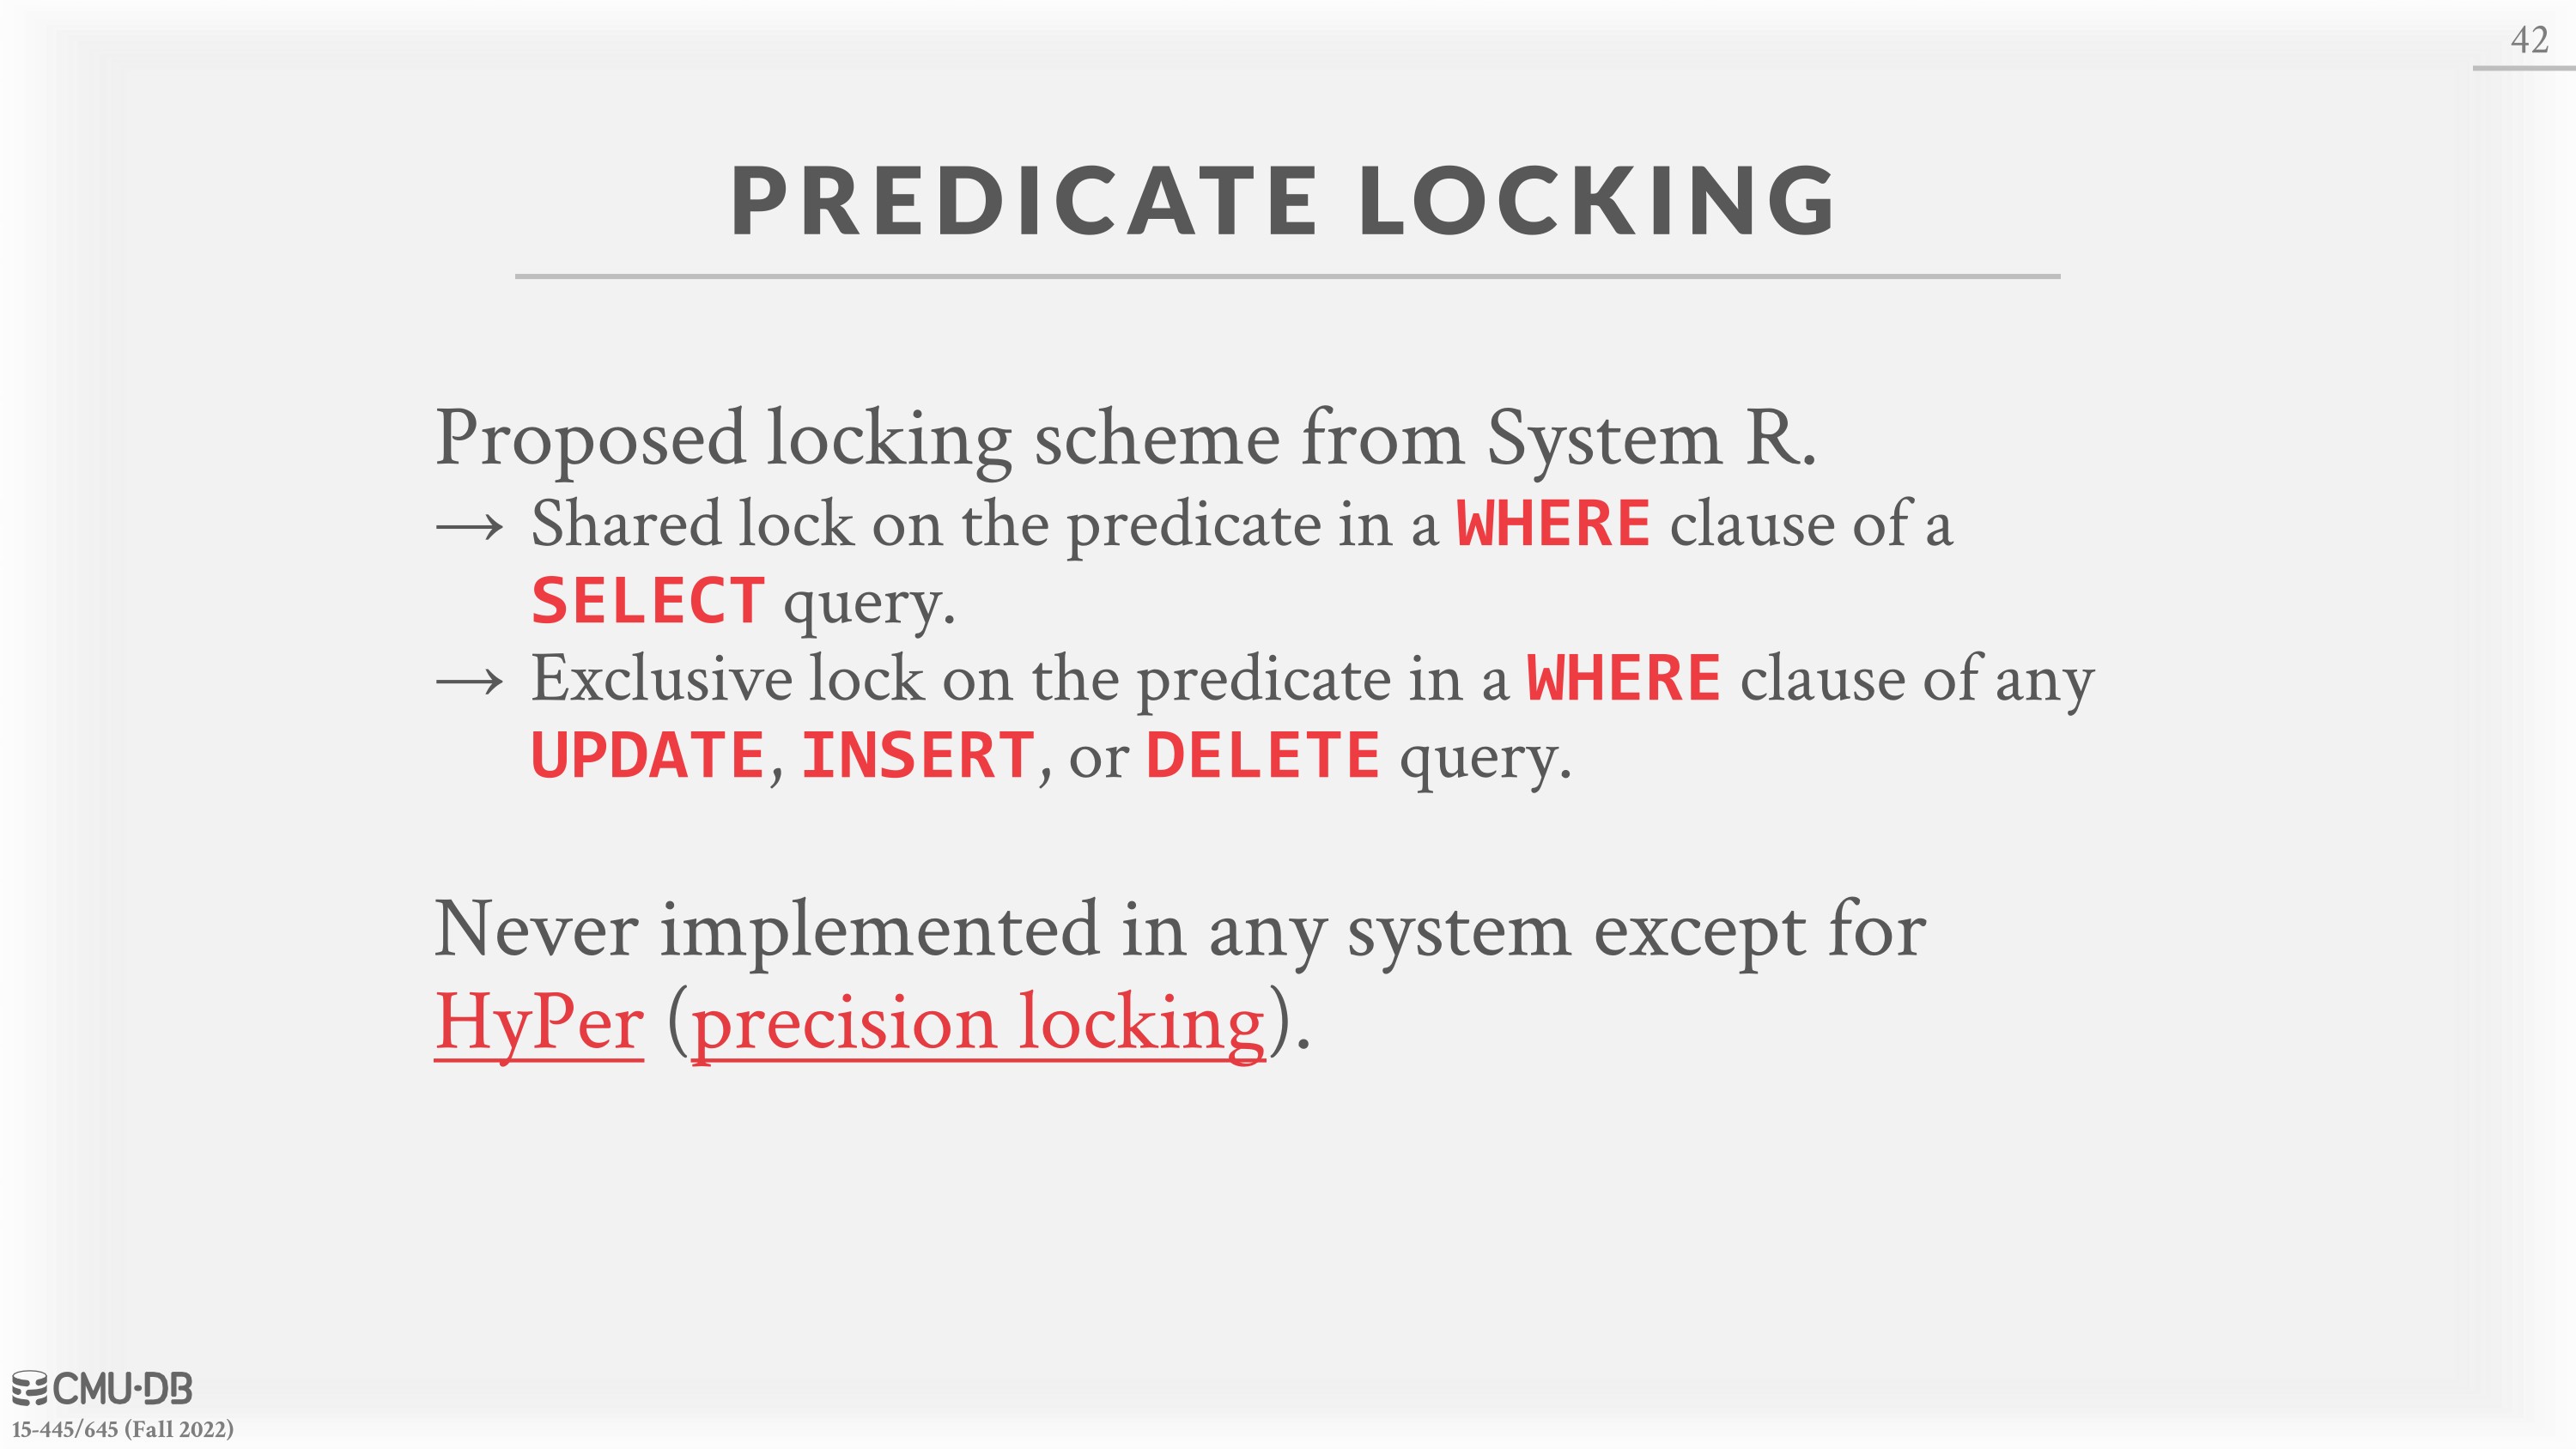 42
PREDICATE LOCKING
Proposed locking scheme from System R.
→ Shared lock on the predicate in a WHERE clause of a
SELECT query.
→ Exclusive lock on the predicate in a WHERE clause of any
UPDATE, INSERT, or DELETE query.
Never implemented in any system except for
HyPer (precision locking).
CMU·DB
15-445/645 (Fall 2022)